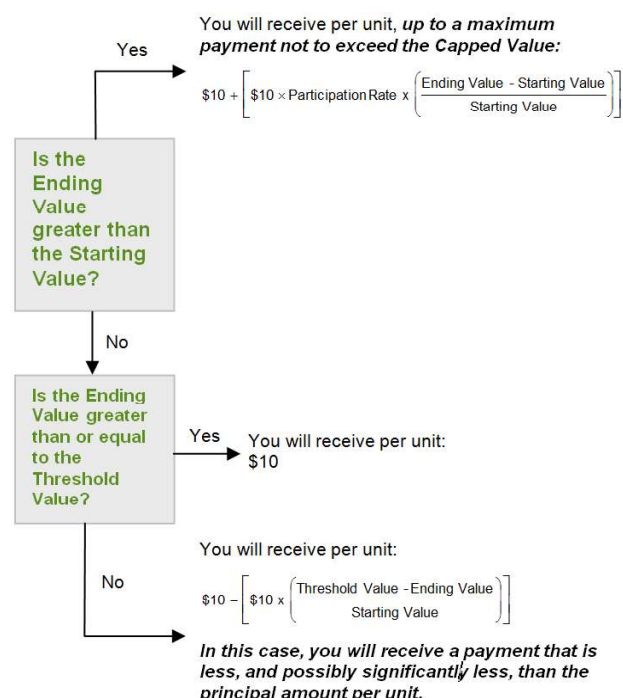 You will receive per unit, up to a maximum
payment not to exceed the Capped Value:
Yes
$10 + [ $10 × Participation Rate x ( Ending Value - Starting Value
Starting Value ) ]
Is the
Ending
Value
greater than
the Starting
Value?
No
Is the Ending
Value greater
than or equal
to the
Threshold
Value?
Yes
You will receive per unit:
$10
You will receive per unit:
No
$10 – [ $10 x ( Threshold Value - Ending Value
Starting Value ) ]
In this case, you will receive a payment that is
less, and possibly significantly less, than the
principal amount per unit.